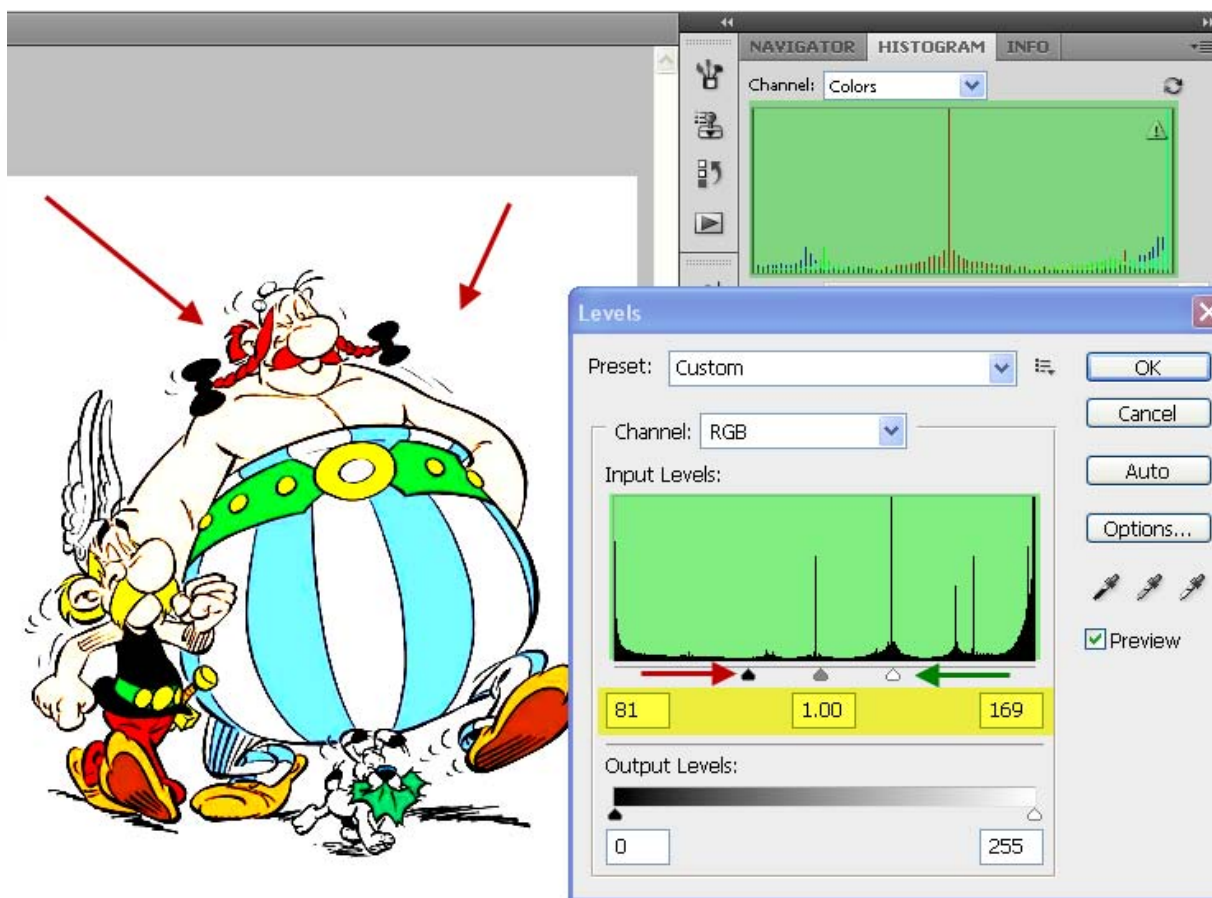 NAVIGATOR HISTOGRAM INFO
Channel: Colors
Levels
Preset: Custom
OK
Cancel
Channel: RGB
Input Levels:
Auto
Options...
Preview
81 1.00 169
Output Levels:
0 255